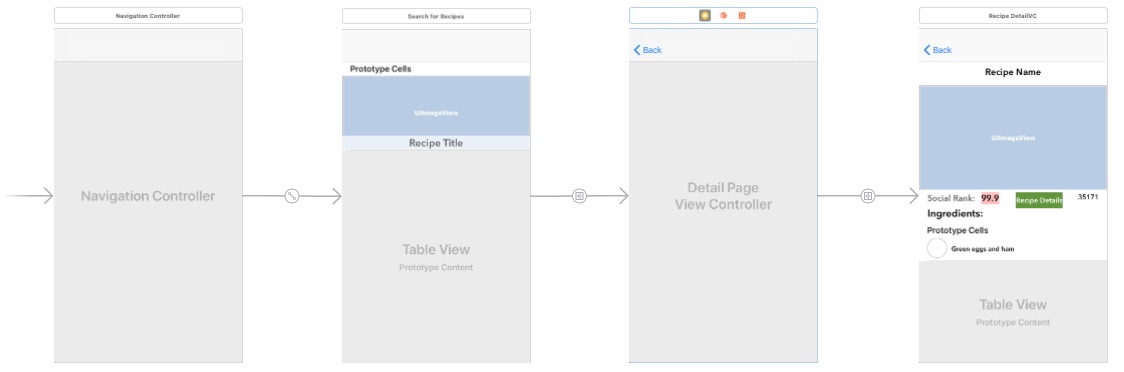 Navigation Controller
Navigation Controller
Search for Recipes
Prototype Cells
UIImageView
Recipe Title
Table View
Prototype Content
Back
Detail Page
View Controller
Recipe DetailVC
Back
Recipe Name
UIImageView
Social Rank: 99.9 Recipe Details 35171
Ingredients:
Prototype Cells
Green eggs and ham
Table View
Prototype Content